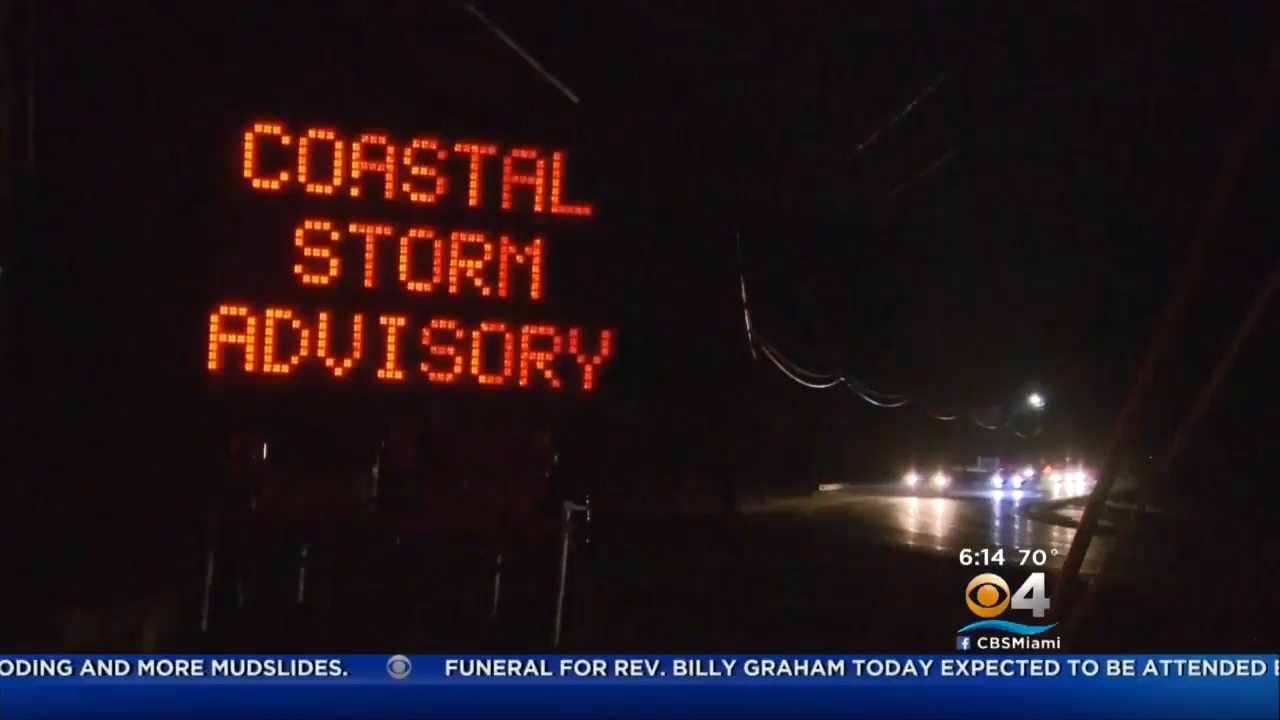 COASTAL
STORM
ADVISORY
6:14 70°
4
CBSMiami
ODING AND MORE MUDSLIDES. FUNERAL FOR REV. BILLY GRAHAM TODAY EXPECTED TO BE ATTENDED